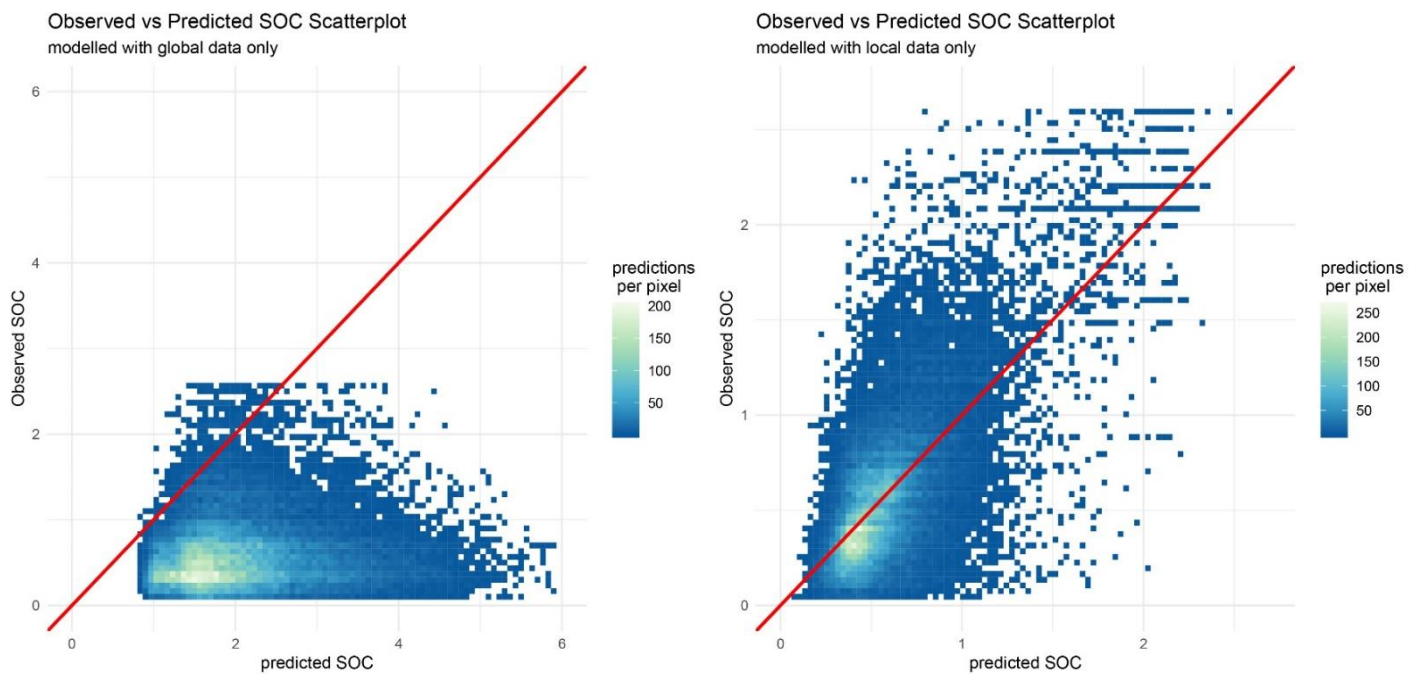 Observed vs Predicted SOC Scatterplot
modelled with global data only
6
4
2
0
Observed SOC
0
2
4
6
predicted SOC
predictions
per pixel
200
150
100
50
Observed vs Predicted SOC Scatterplot
modelled with local data only
2
1
0
Observed SOC
0
1
2
predicted SOC
predictions
per pixel
250
200
150
100
50